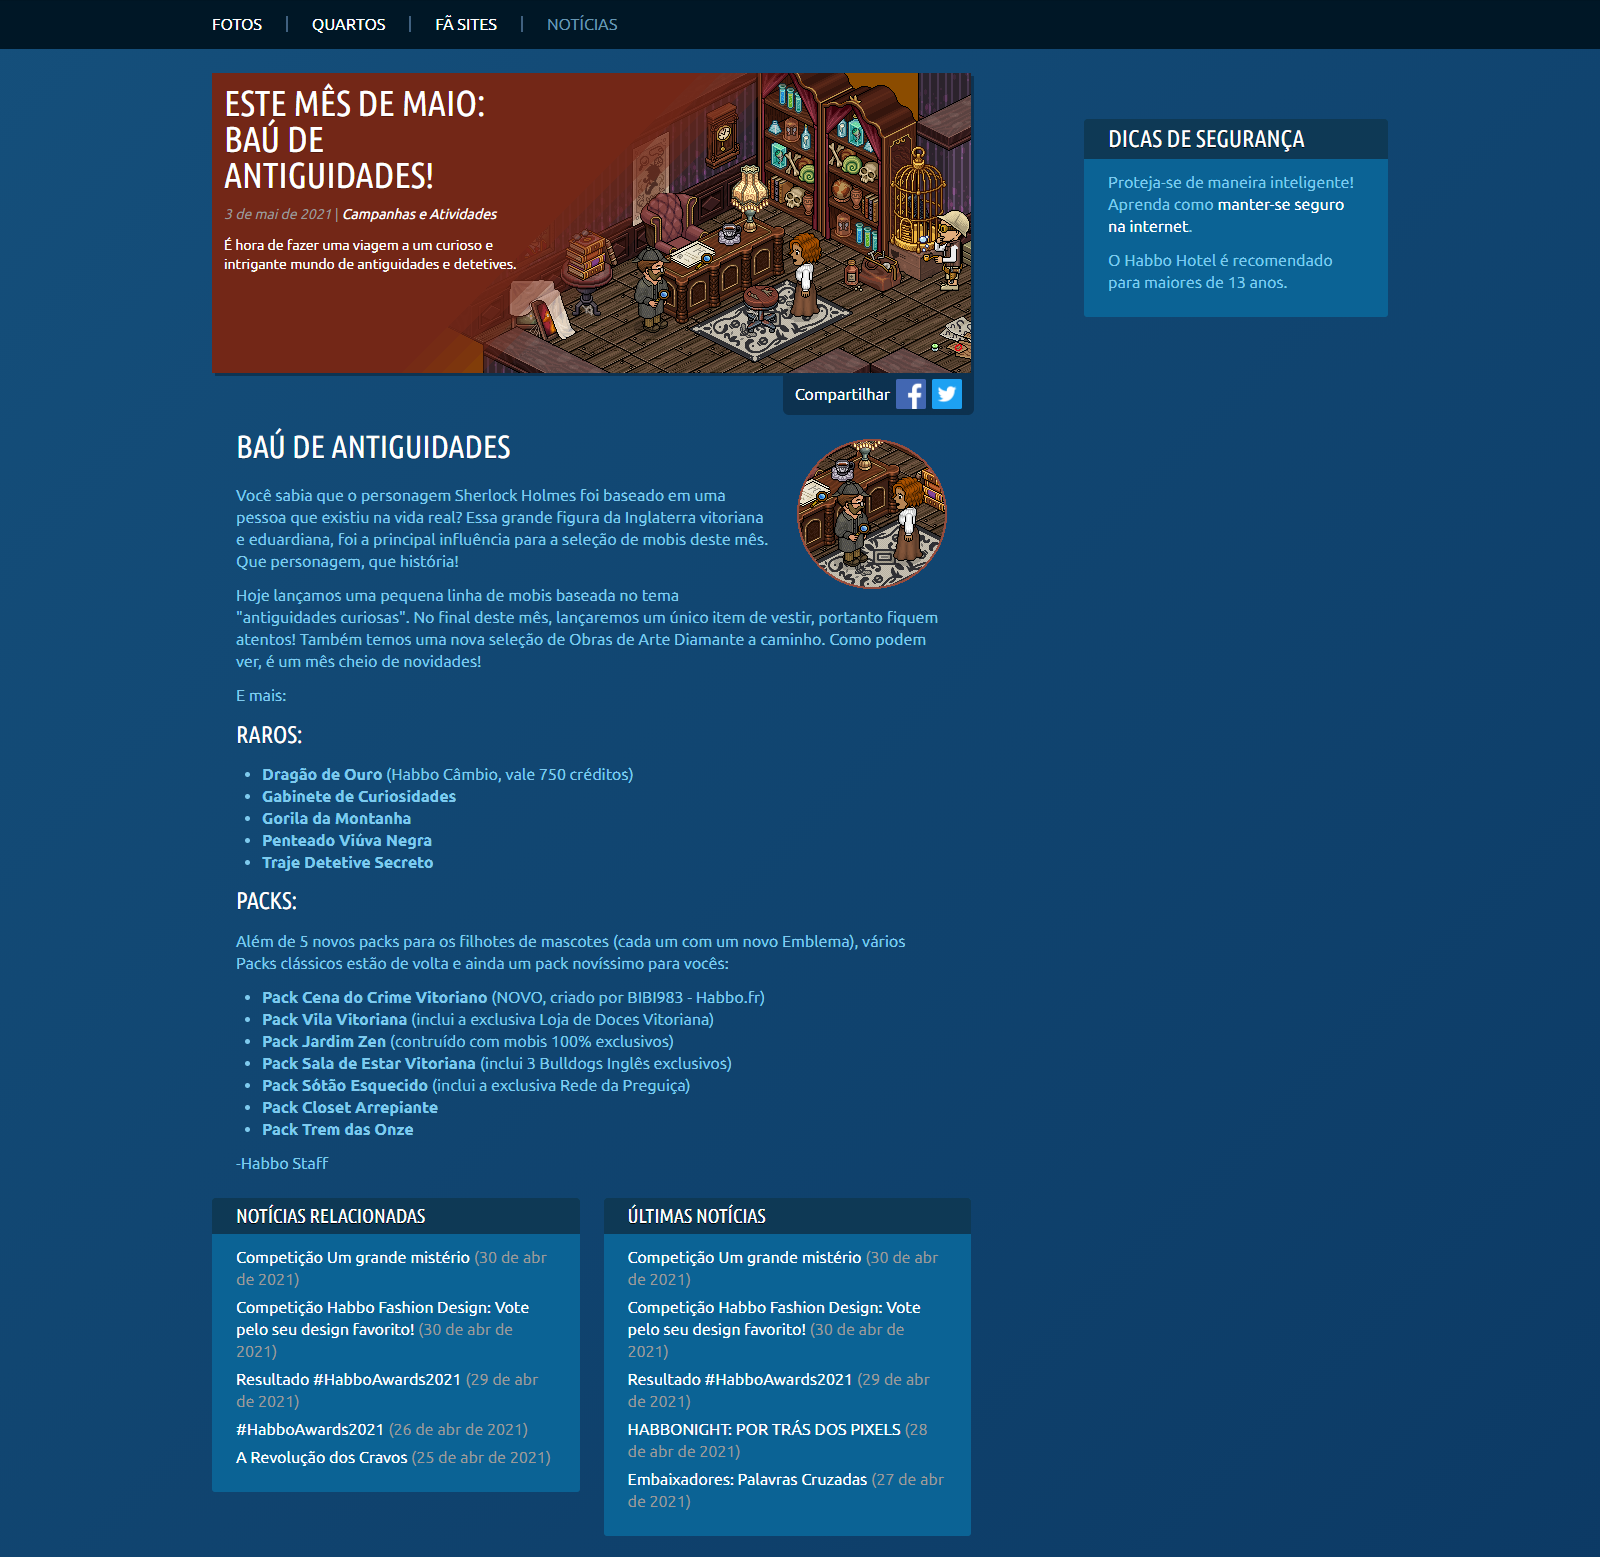 FOTOS | QUARTOS | FÃ SITES | NOTÍCIAS
ESTE MÊS DE MAIO:
BAÚ DE
ANTIGUIDADES!
3 de mai de 2021 | Campanhas e Atividades
É hora de fazer uma viagem a um curioso e
intrigante mundo de antiguidades e detetives.
Compartilhar
DICAS DE SEGURANÇA
Proteja-se de maneira inteligente!
Aprenda como manter-se seguro
na internet.
O Habbo Hotel é recomendado
para maiores de 13 anos.
BAÚ DE ANTIGUIDADES
Você sabia que o personagem Sherlock Holmes foi baseado em uma
pessoa que existiu na vida real? Essa grande figura da Inglaterra vitoriana
e eduardiana, foi a principal influência para a seleção de mobis deste mês.
Que personagem, que história!
Hoje lançamos uma pequena linha de mobis baseada no tema
"antiguidades curiosas". No final deste mês, lançaremos um único item de vestir, portanto fiquem
atentos! Também temos uma nova seleção de Obras de Arte Diamante a caminho. Como podem
ver, é um mês cheio de novidades!
E mais:
RAROS:
• Dragão de Ouro (Habbo Câmbio, vale 750 créditos)
• Gabinete de Curiosidades
• Gorila da Montanha
• Penteado Viúva Negra
• Traje Detetive Secreto
PACKS:
Além de 5 novos packs para os filhotes de mascotes (cada um com um novo Emblema), vários
Packs clássicos estão de volta e ainda um pack novíssimo para vocês:
• Pack Cena do Crime Vitoriano (NOVO, criado por BIBI983 - Habbo.fr)
• Pack Vila Vitoriana (inclui a exclusiva Loja de Doces Vitoriana)
• Pack Jardim Zen (contruído com mobis 100% exclusivos)
• Pack Sala de Estar Vitoriana (inclui 3 Bulldogs Inglês exclusivos)
• Pack Sótão Esquecido (inclui a exclusiva Rede da Preguiça)
• Pack Closet Arrepiante
• Pack Trem das Onze
-Habbo Staff
NOTÍCIAS RELACIONADAS
Competição Um grande mistério (30 de abr
de 2021)
Competição Habbo Fashion Design: Vote
pelo seu design favorito! (30 de abr de
2021)
Resultado #HabboAwards2021 (29 de abr
de 2021)
#HabboAwards2021 (26 de abr de 2021)
A Revolução dos Cravos (25 de abr de 2021)
ÚLTIMAS NOTÍCIAS
Competição Um grande mistério (30 de abr
de 2021)
Competição Habbo Fashion Design: Vote
pelo seu design favorito! (30 de abr de
2021)
Resultado #HabboAwards2021 (29 de abr
de 2021)
HABBONIGHT: POR TRÁS DOS PIXELS (28
de abr de 2021)
Embaixadores: Palavras Cruzadas (27 de abr
de 2021)